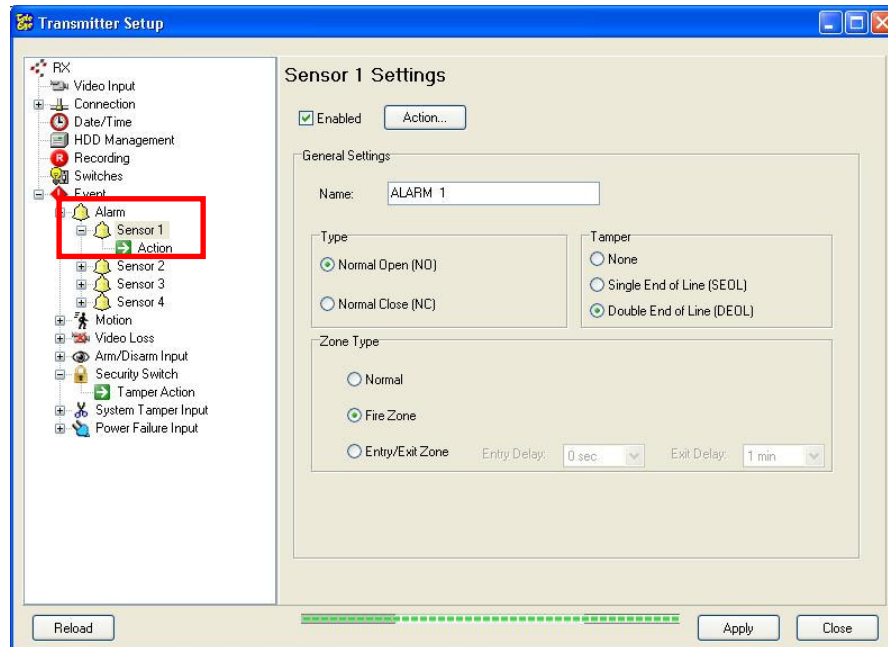 Transmitter Setup
RX
Video Input
Connection
Date/Time
HDD Management
Recording
Switches
Event
Alarm
Sensor 1
Action
Sensor 2
Sensor 3
Sensor 4
Motion
Video Loss
Arm/Disarm Input
Security Switch
Tamper Action
System Tamper Input
Power Failure Input
Sensor 1 Settings
Enabled
Action...
General Settings
Name: ALARM 1
Type
Normal Open (NO)
Normal Close (NC)
Tamper
None
Single End of Line (SEOL)
Double End of Line (DEOL)
Zone Type
Normal
Fire Zone
Entry/Exit Zone Entry Delay: 0 sec Exit Delay: 1 min
Reload Apply Close